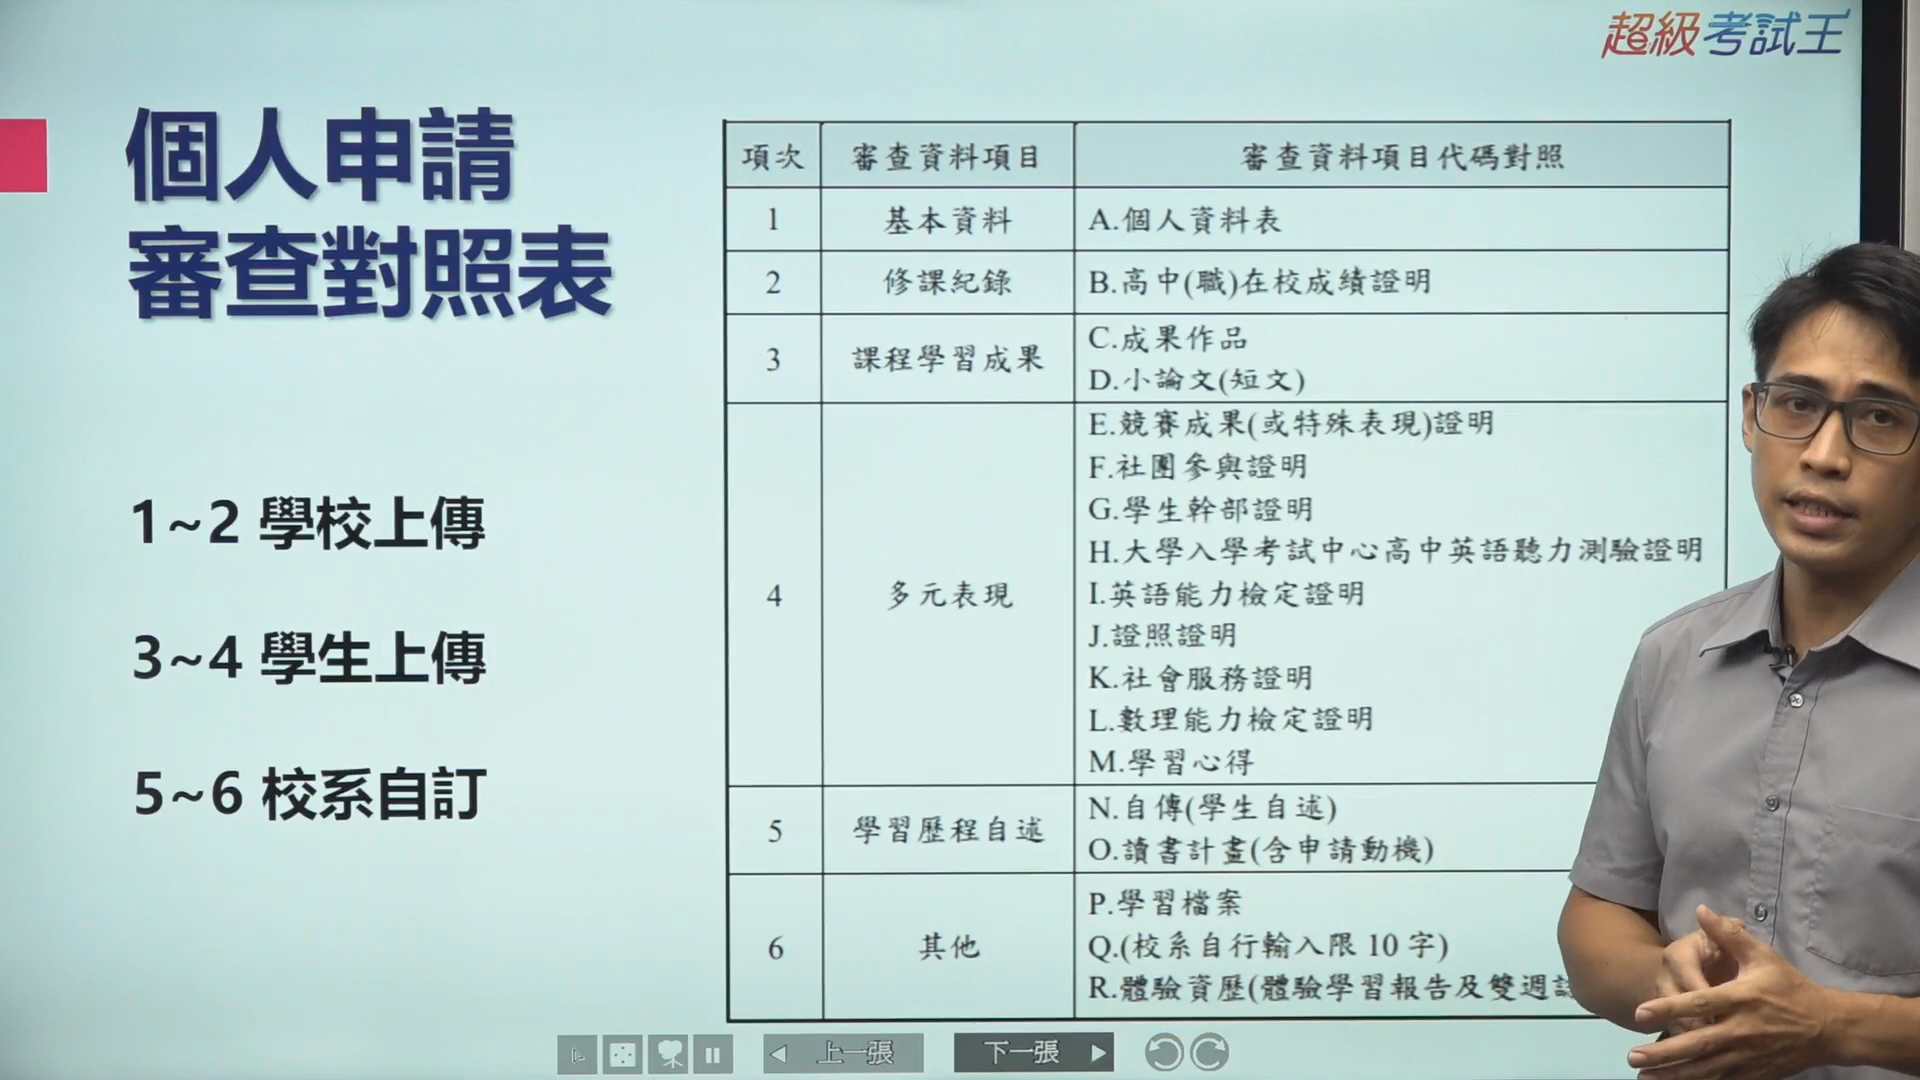 超級考試王
個人申請
審查對照表
1~2 學校上傳
3~4 學生上傳
5~6 校系自訂
項次 審查資料項目 審查資料項目代碼對照
1 基本資料 A.個人資料表
2 修課紀錄 B.高中(職)在校成績證明
3 課程學習成果 C.成果作品
D.小論文(短文)
4 多元表現 E.競賽成果(或特殊表現)證明
F.社團參與證明
G.學生幹部證明
H.大學入學考試中心高中英語聽力測驗證明
I.英語能力檢定證明
J.證照證明
K.社會服務證明
L.數理能力檢定證明
M.學習心得
5 學習歷程自述 N.自傳(學生自述)
O.讀書計畫(含申請動機)
6 其他 P.學習檔案
Q.(校系自行輸入限 10 字)
R.體驗資歷(體驗學習報告及雙週
上一張
下一張